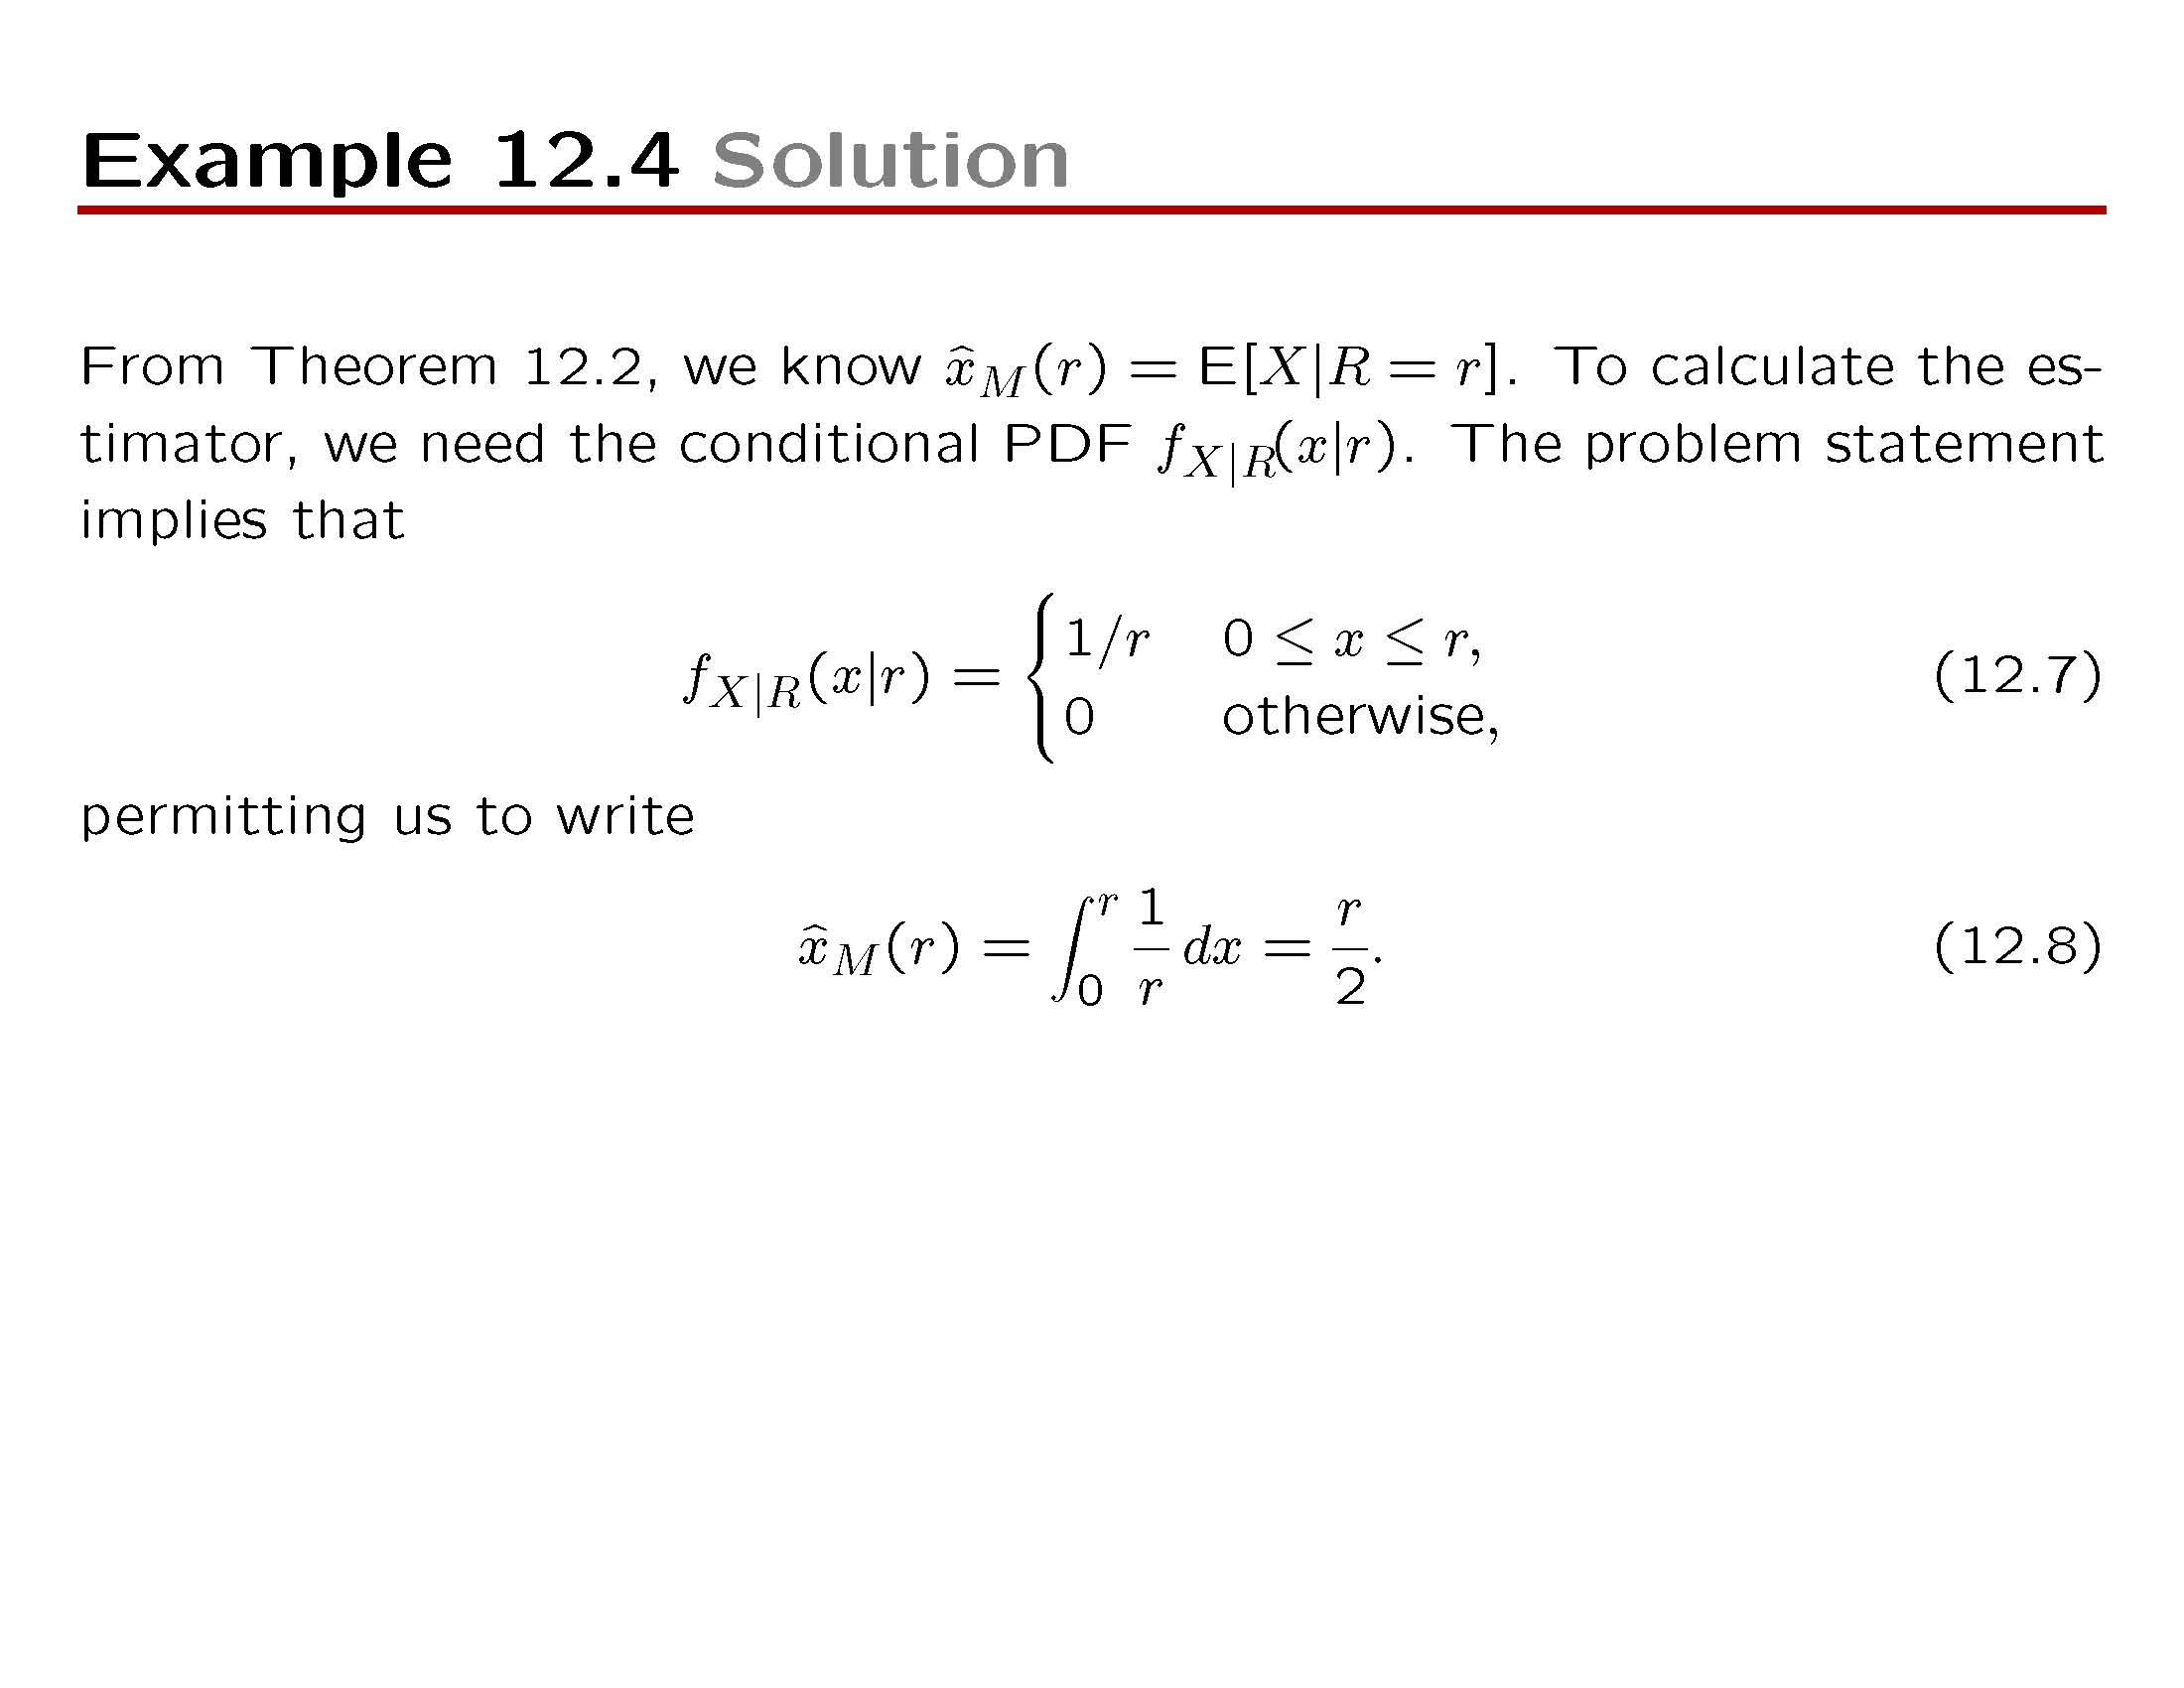 Example 12.4 Solution
From Theorem 12.2, we know x̂_M(r) = E[X|R = r]. To calculate the es-
timator, we need the conditional PDF f_{X|R}(x|r). The problem statement
implies that
f_{X|R}(x|r) = { 1/r 0 ≤ x ≤ r,
0 otherwise, (12.7)
permitting us to write
x̂_M(r) = ∫_0^r 1/r dx = r/2. (12.8)